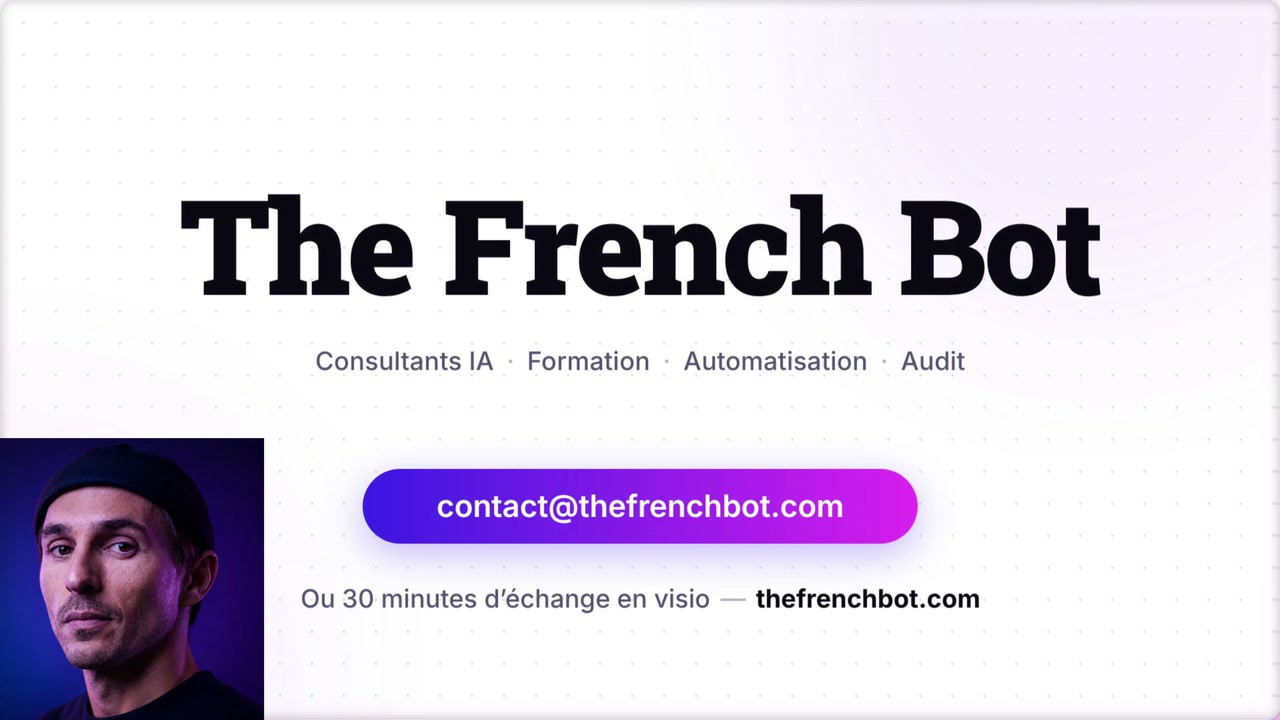 The French Bot
Consultants IA · Formation · Automatisation · Audit
contact@thefrenchbot.com
Ou 30 minutes d’échange en visio — thefrenchbot.com